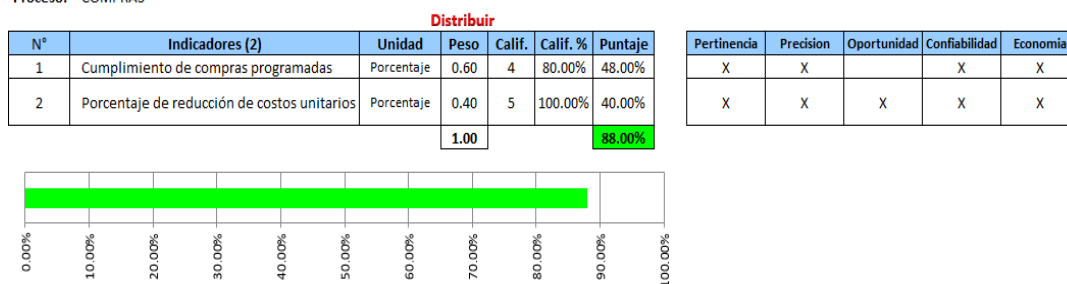 Proceso: COMPRAS
Distribuir
N° Indicadores (2) Unidad Peso Calif. Calif. % Puntaje Pertinencia Precision Oportunidad Confiabilidad Economia
1 Cumplimiento de compras programadas Porcentaje 0.60 4 80.00% 48.00% X X X X
2 Porcentaje de reducción de costos unitarios Porcentaje 0.40 5 100.00% 40.00% X X X X X
1.00 88.00%
0.00% 10.00% 20.00% 30.00% 40.00% 50.00% 60.00% 70.00% 80.00% 90.00% 100.00%